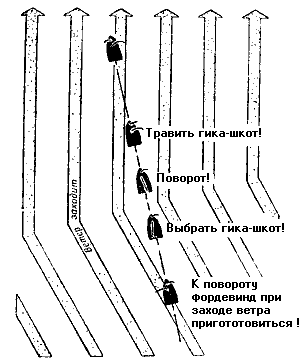 Травить гика-шкот!
Поворот!
Ветер заходит
Выбрать гика-шкот!
К повороту
Фордевинд при
заходе ветра
пригототовиться !